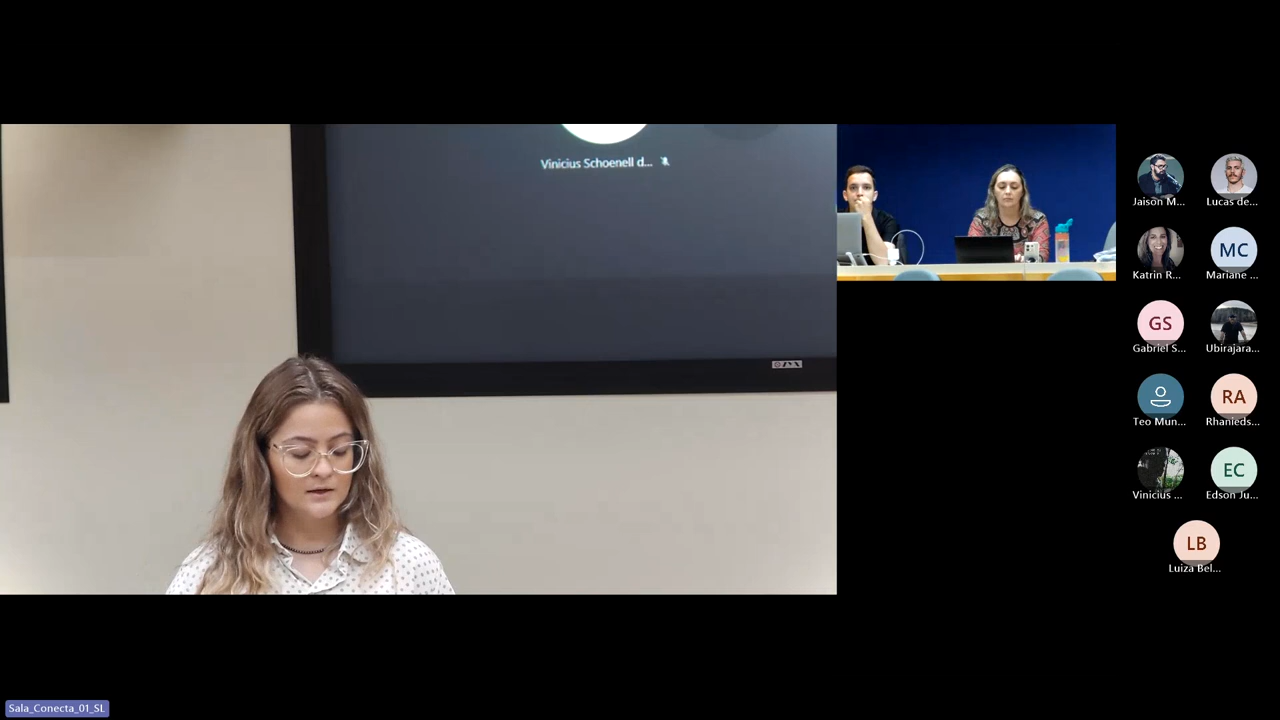 Vinicius Schoenell d...
Jaison M...
Lucas de...
Katrin R...
MC
Mariane ...
GS
Gabriel S...
Ubirajara...
Teo Mun...
RA
Rhanieds...
Vinicius ...
EC
Edson Ju...
LB
Luiza Bel...
Sala_Conecta_01_SL